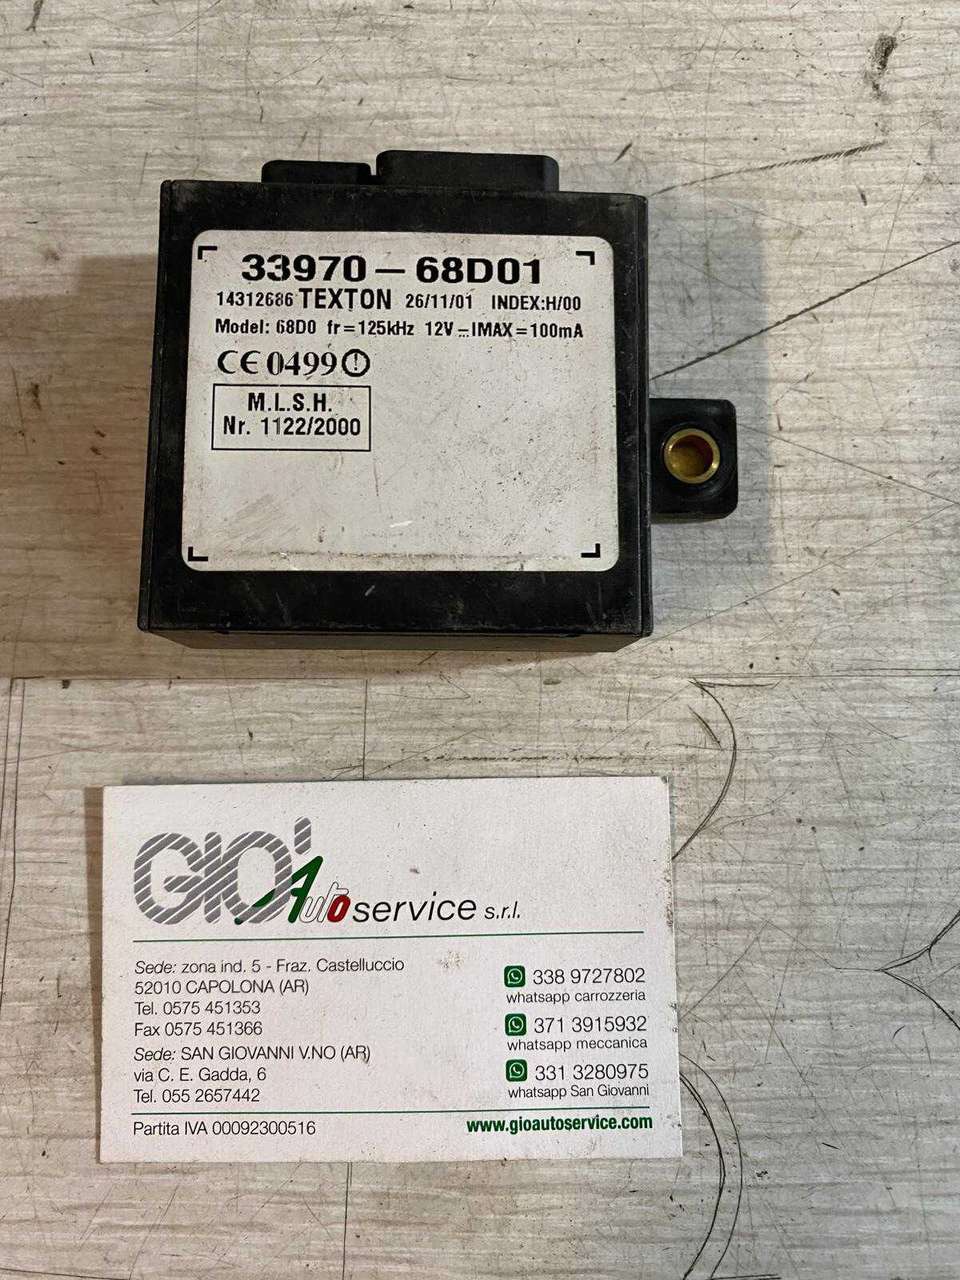 33970-68D01
14312686 TEXTON 26/11/01 INDEX:H/00
Model: 68D0 fr=125kHz 12V ⎓ IMAX=100mA
CE 0499
M.L.S.H.
Nr. 1122/2000
GIO' Auto service s.r.l.
Sede: zona ind. 5 - Fraz. Castelluccio
52010 CAPOLONA (AR)
Tel. 0575 451353
Fax 0575 451366
Sede: SAN GIOVANNI V.NO (AR)
via C. E. Gadda, 6
Tel. 055 2657442
338 9727802
whatsapp carrozzeria
371 3915932
whatsapp meccanica
331 3280975
whatsapp San Giovanni
Partita IVA 00092300516
www.gioautoservice.com